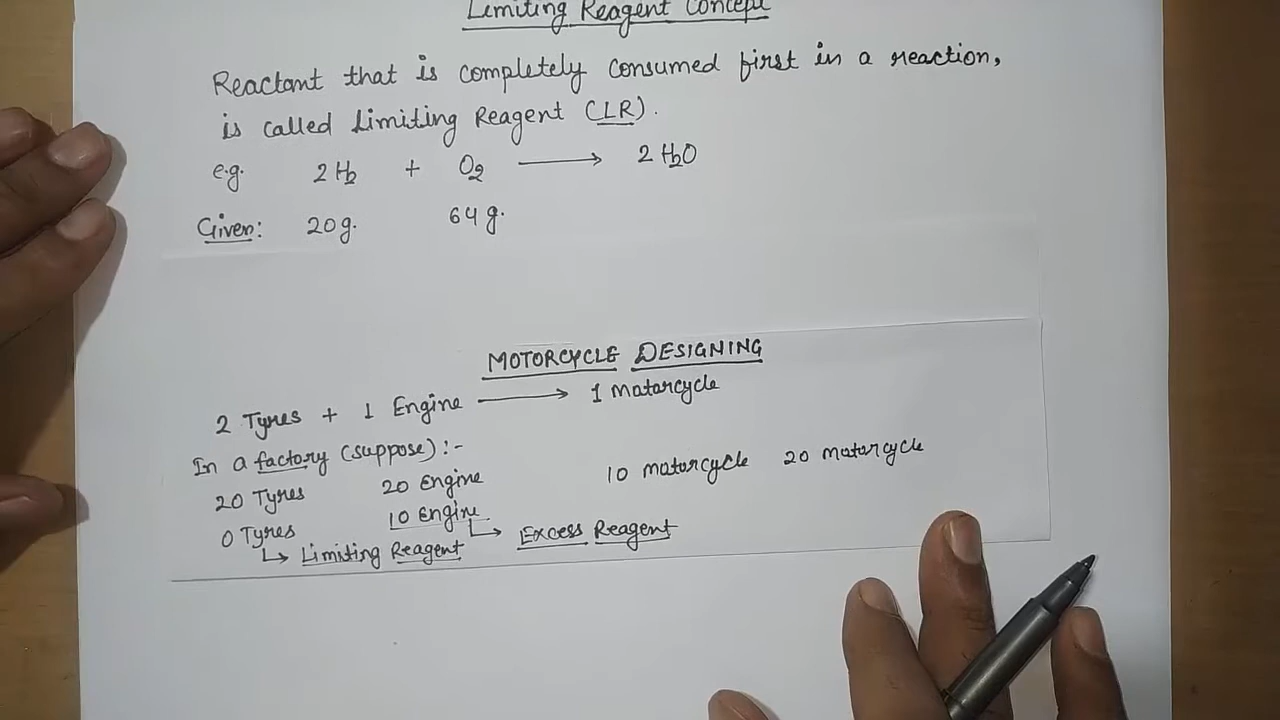 Limiting Reagent Concept
Reactant that is completely consumed first in a reaction,
is called Limiting Reagent (LR).
e.g. 2H₂ + O₂ ⟶ 2H₂O
Given: 20g. 64g.
MOTORCYCLE DESIGNING
2 Tyres + 1 Engine ⟶ 1 Motorcycle
In a factory (suppose):-
20 Tyres 20 Engine 10 motorcycle 20 motorcycle
0 Tyres 10 Engine
↳ Limiting Reagent ↳ Excess Reagent